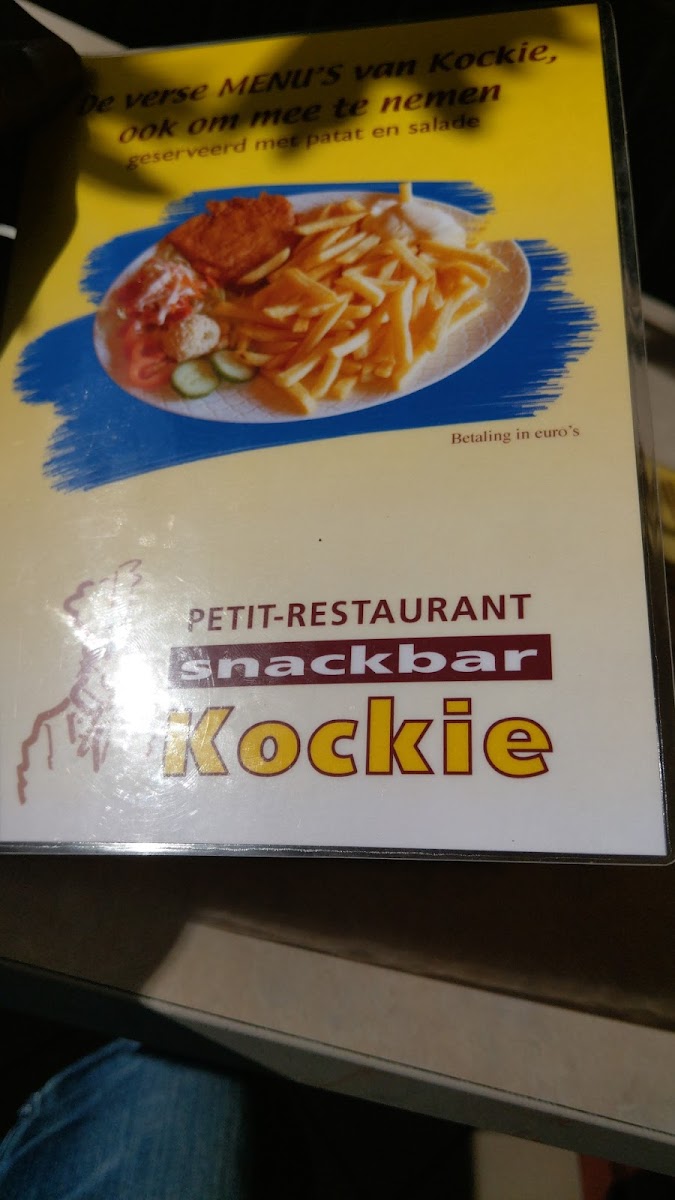 De verse MENU'S van Kockie,
ook om mee te nemen
geserveerd met patat en salade
Betaling in euro's
PETIT-RESTAURANT
snackbar
Kockie